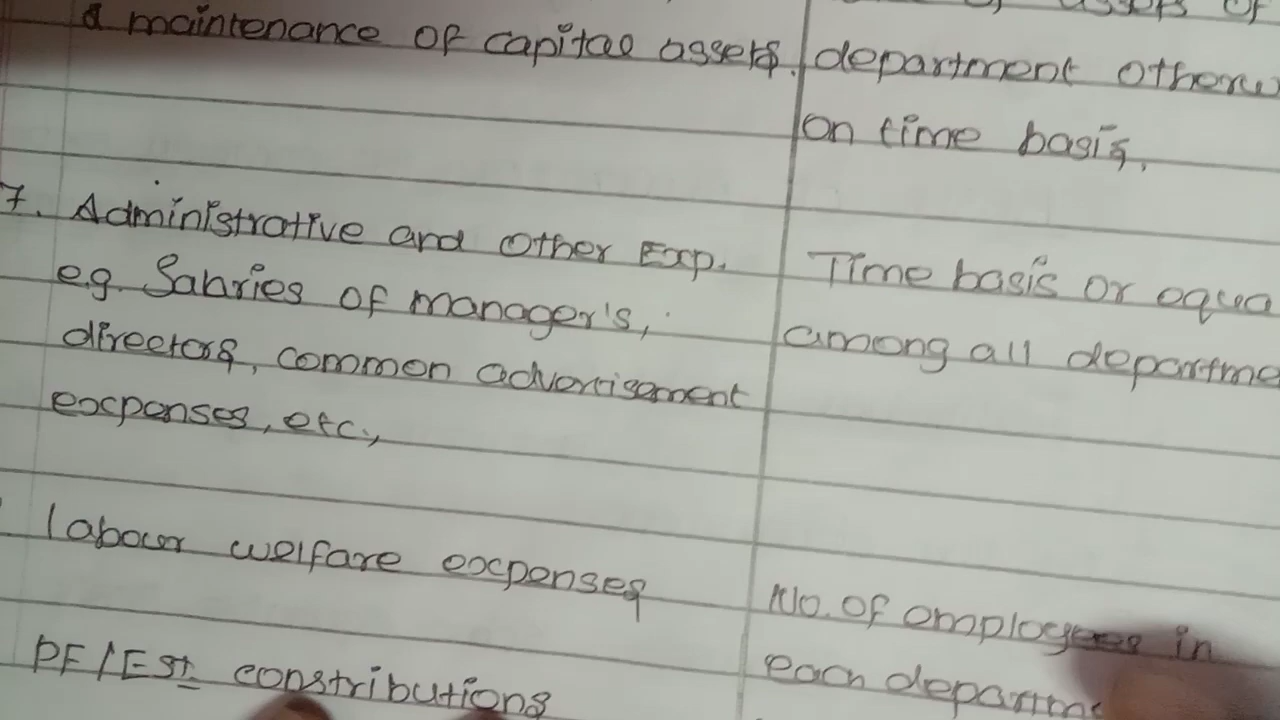 & maintenance of capital assets.
department otherw
on time basis,
7. Administrative and other Exp.
e.g. Salaries of manager's,
directors, common advertisement
expenses, etc.,
Time basis or equa
among all departme
labour welfare expenses
No. of employees in
each departm
PF/ESI contributions